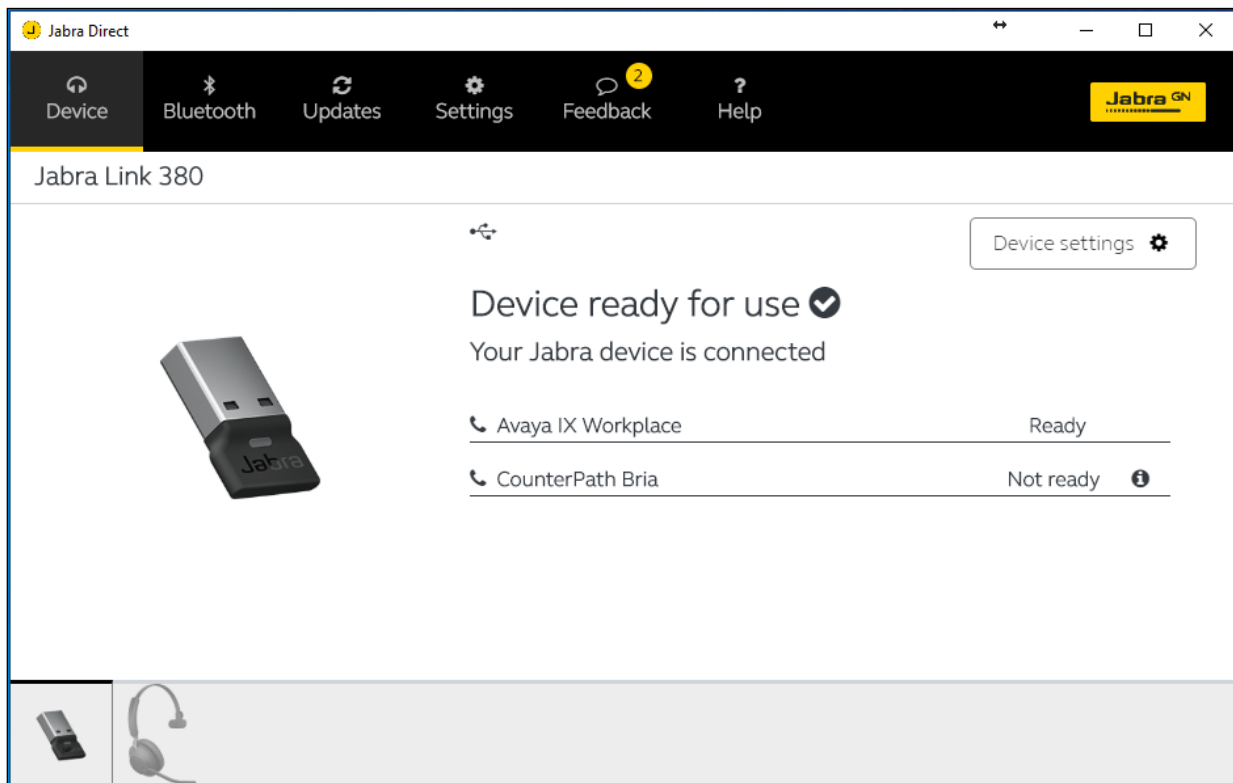 Jabra Direct
Device
Bluetooth
Updates
Settings
2
Feedback
?
Help
Jabra GN
Jabra Link 380
Device settings
Device ready for use
Your Jabra device is connected
Avaya IX Workplace Ready
CounterPath Bria Not ready
Jabra